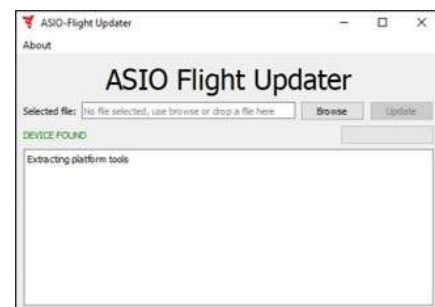 ASIO-Flight Updater
About
ASIO Flight Updater
Selected file: No file selected, use browse or drop a file here Browse Update
DEVICE FOUND
Extracting platform tools